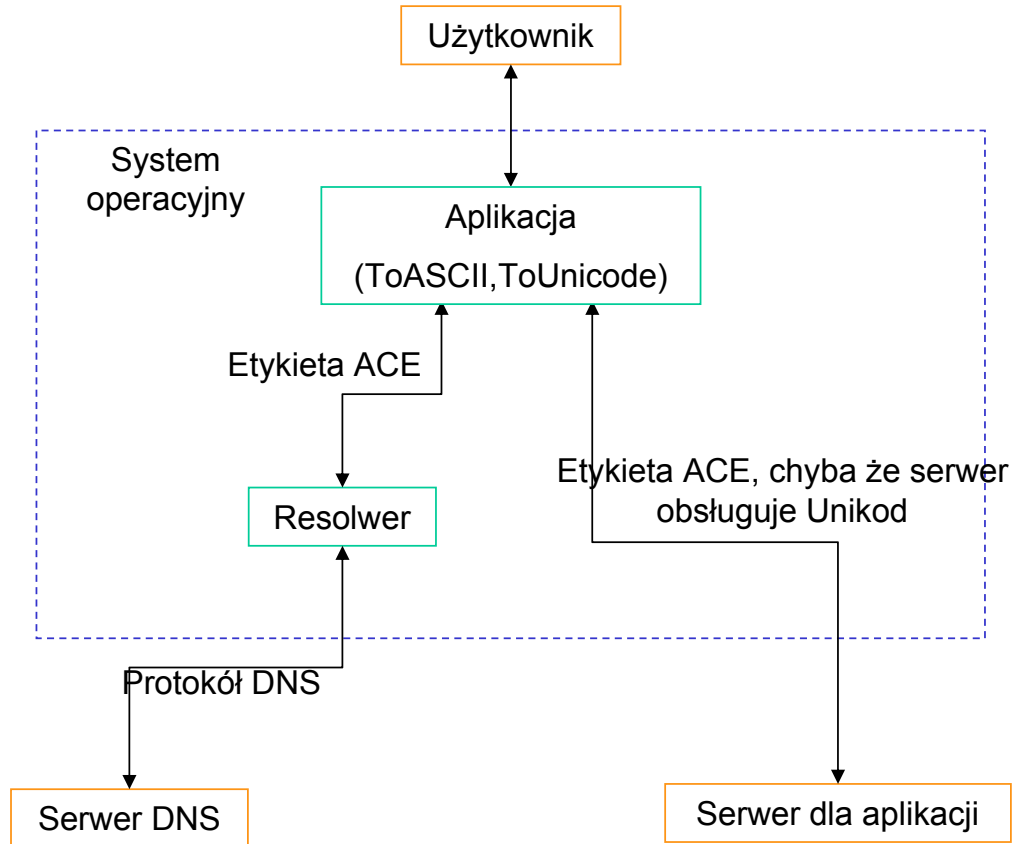 Użytkownik
System
operacyjny
Aplikacja
(ToASCII,ToUnicode)
Etykieta ACE
Etykieta ACE, chyba że serwer
obsługuje Unikod
Resolwer
Protokół DNS
Serwer DNS
Serwer dla aplikacji